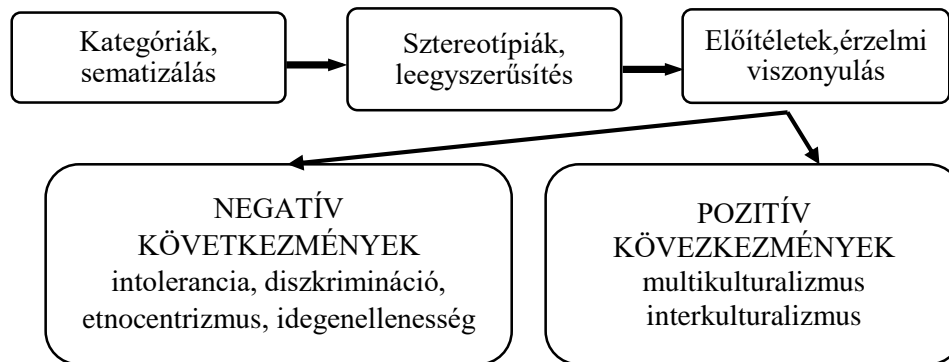 Kategóriák,
sematizálás
Sztereotípiák,
leegyszerűsítés
Előítéletek,érzelmi
viszonyulás
NEGATÍV
KÖVETKEZMÉNYEK
intolerancia, diszkrimináció,
etnocentrizmus, idegenellenesség
POZITÍV
KÖVEZKEZMÉNYEK
multikulturalizmus
interkulturalizmus